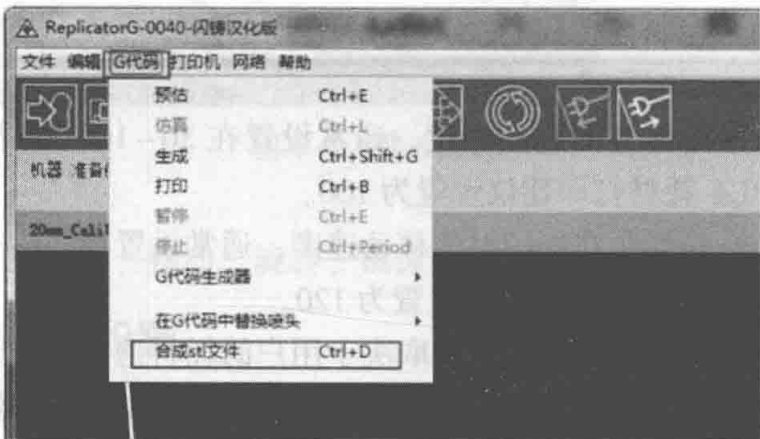 ReplicatorG-0040-闪铸汉化版
文件 编辑 G代码 打印机 网络 帮助
预估 Ctrl+E
仿真 Ctrl+L
生成 Ctrl+Shift+G
打印 Ctrl+B
暂停 Ctrl+E
停止 Ctrl+Period
G代码生成器
在G代码中替换喷头
合成stl文件 Ctrl+D
机器 准备
20mm_Cali